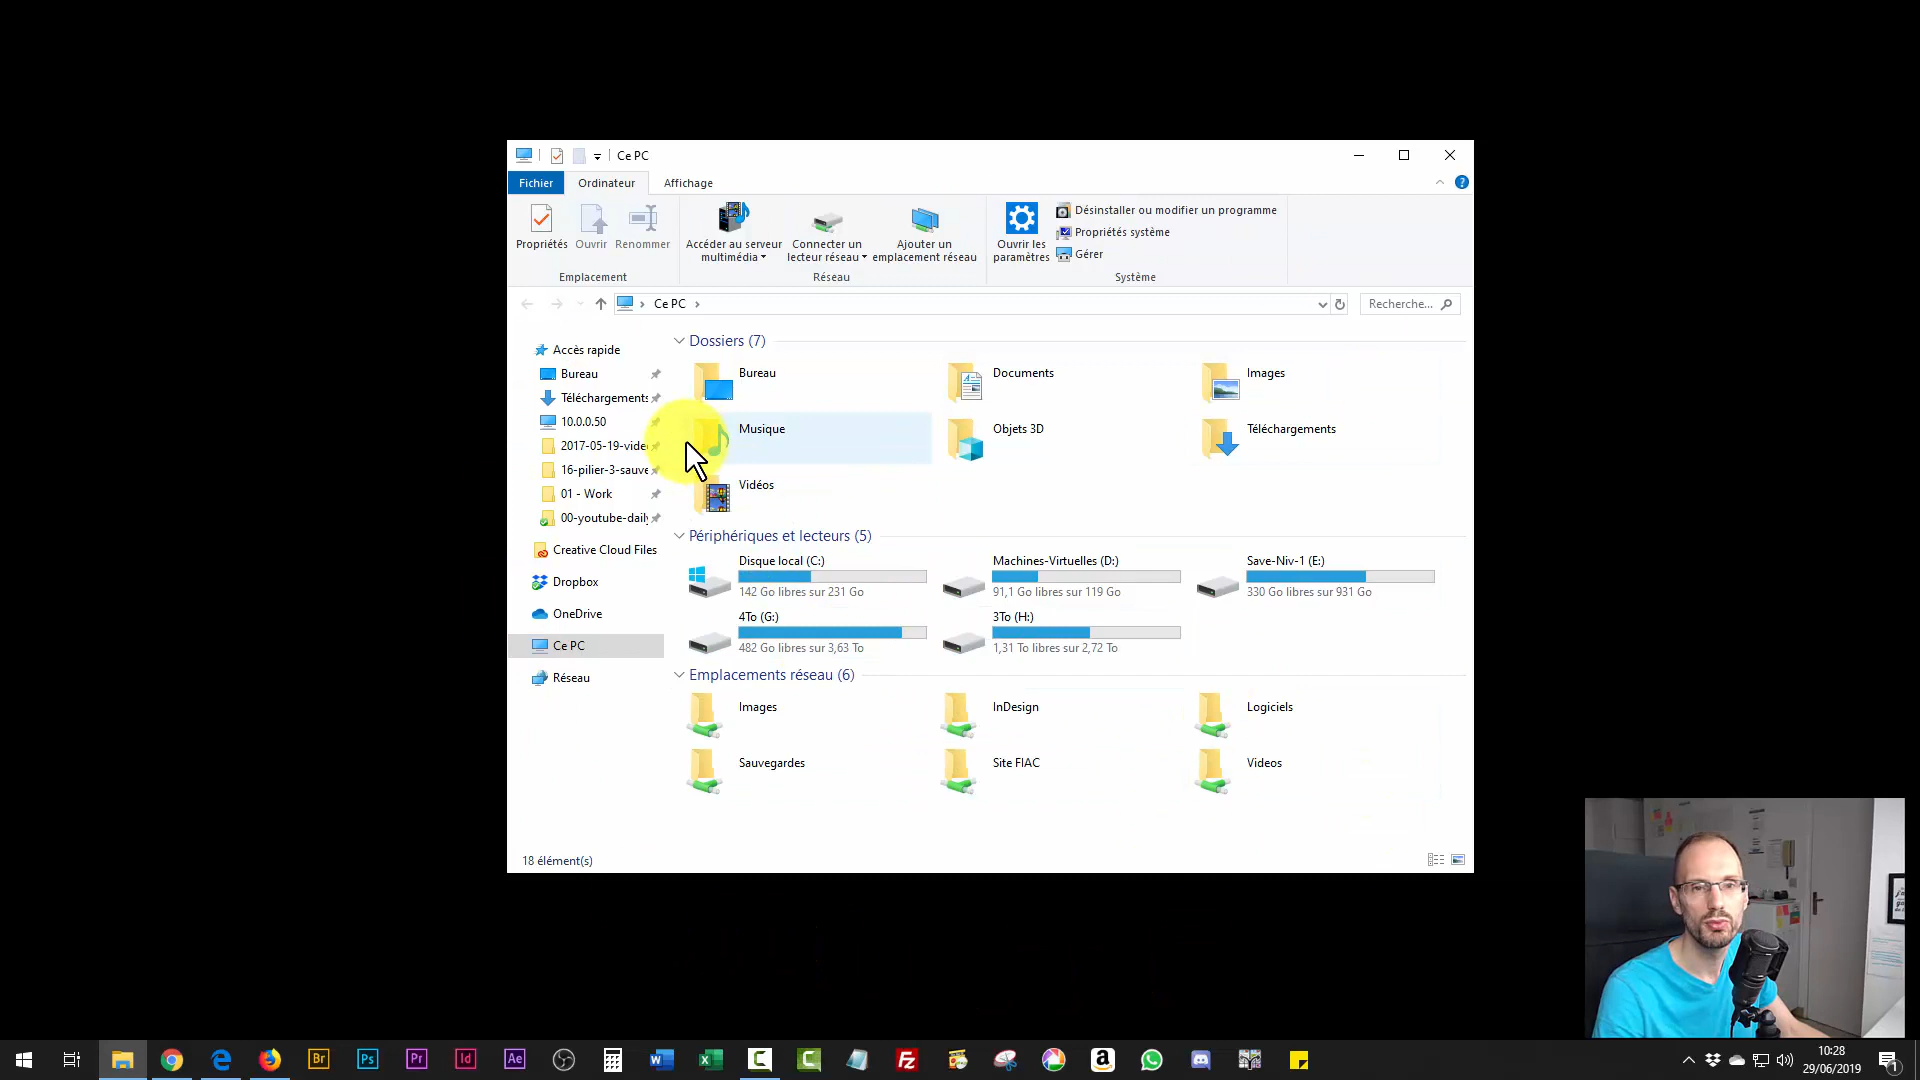 Ce PC
Fichier
Ordinateur
Affichage
Propriétés
Ouvrir
Renommer
Accéder au serveur
multimédia
Connecter un
lecteur réseau
Ajouter un
emplacement réseau
Ouvrir les
paramètres
Désinstaller ou modifier un programme
Propriétés système
Gérer
Emplacement
Réseau
Système
Ce PC
Recherche...
Accès rapide
Bureau
Téléchargements
10.0.0.50
2017-05-19-vide
16-pilier-3-sauve
01 - Work
00-youtube-daily
Creative Cloud Files
Dropbox
OneDrive
Ce PC
Réseau
Dossiers (7)
Bureau
Documents
Images
Musique
Objets 3D
Téléchargements
Vidéos
Périphériques et lecteurs (5)
Disque local (C:)
142 Go libres sur 231 Go
Machines-Virtuelles (D:)
91,1 Go libres sur 119 Go
Save-Niv-1 (E:)
330 Go libres sur 931 Go
4To (G:)
482 Go libres sur 3,63 To
3To (H:)
1,31 To libres sur 2,72 To
Emplacements réseau (6)
Images
InDesign
Logiciels
Sauvegardes
Site FIAC
Videos
18 élément(s)
Br
Ps
Pr
Id
Ae
10:28
29/06/2019
1